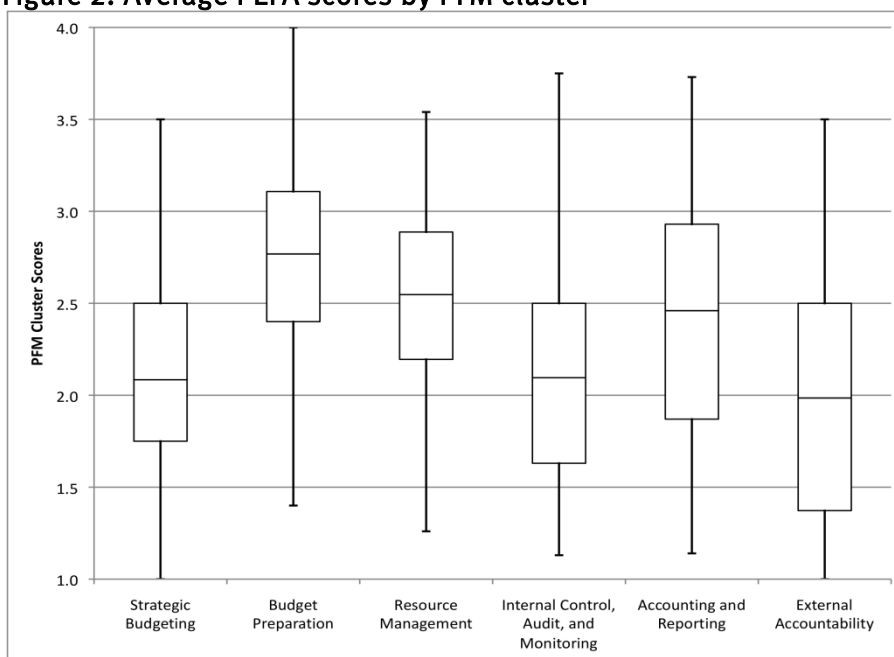 Figure 2: Average PEFA scores by PFM cluster
4.0
3.5
3.0
2.5
2.0
1.5
1.0
PFM Cluster Scores
Strategic
Budgeting
Budget
Preparation
Resource
Management
Internal Control,
Audit, and
Monitoring
Accounting and
Reporting
External
Accountability